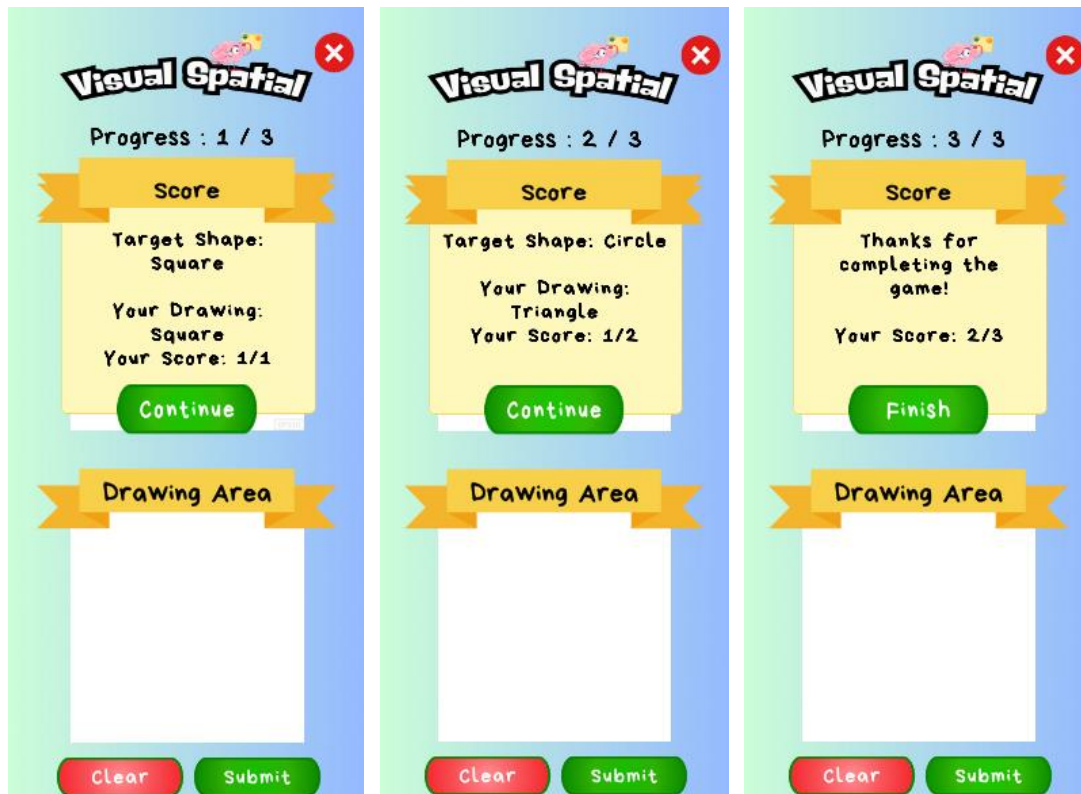 Visual Spatial
Progress : 1 / 3
Score
Target Shape:
Square
Your Drawing:
Square
Your Score: 1/1
Continue
Drawing Area
Clear
Submit
Visual Spatial
Progress : 2 / 3
Score
Target Shape: Circle
Your Drawing:
Triangle
Your Score: 1/2
Continue
Drawing Area
Clear
Submit
Visual Spatial
Progress : 3 / 3
Score
Thanks for
completing the
game!
Your Score: 2/3
Finish
Drawing Area
Clear
Submit